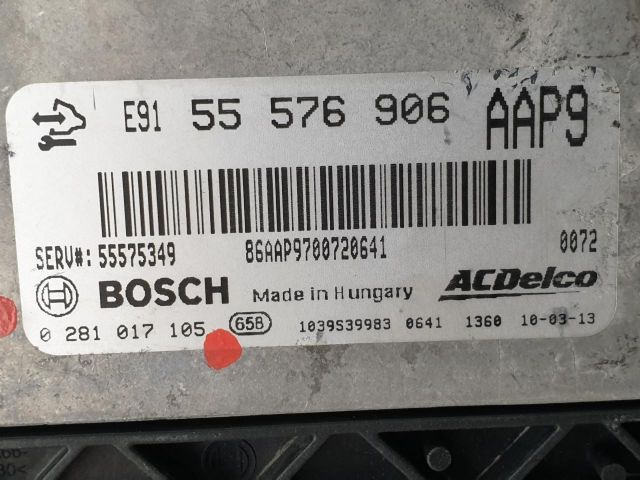 E91 55 576 906 AAP9
SERV#: 55575349 86AAP9700720641 0072
BOSCH Made in Hungary ACDelco
0 281 017 105 65B 1039S39983 0641 1360 10-03-13